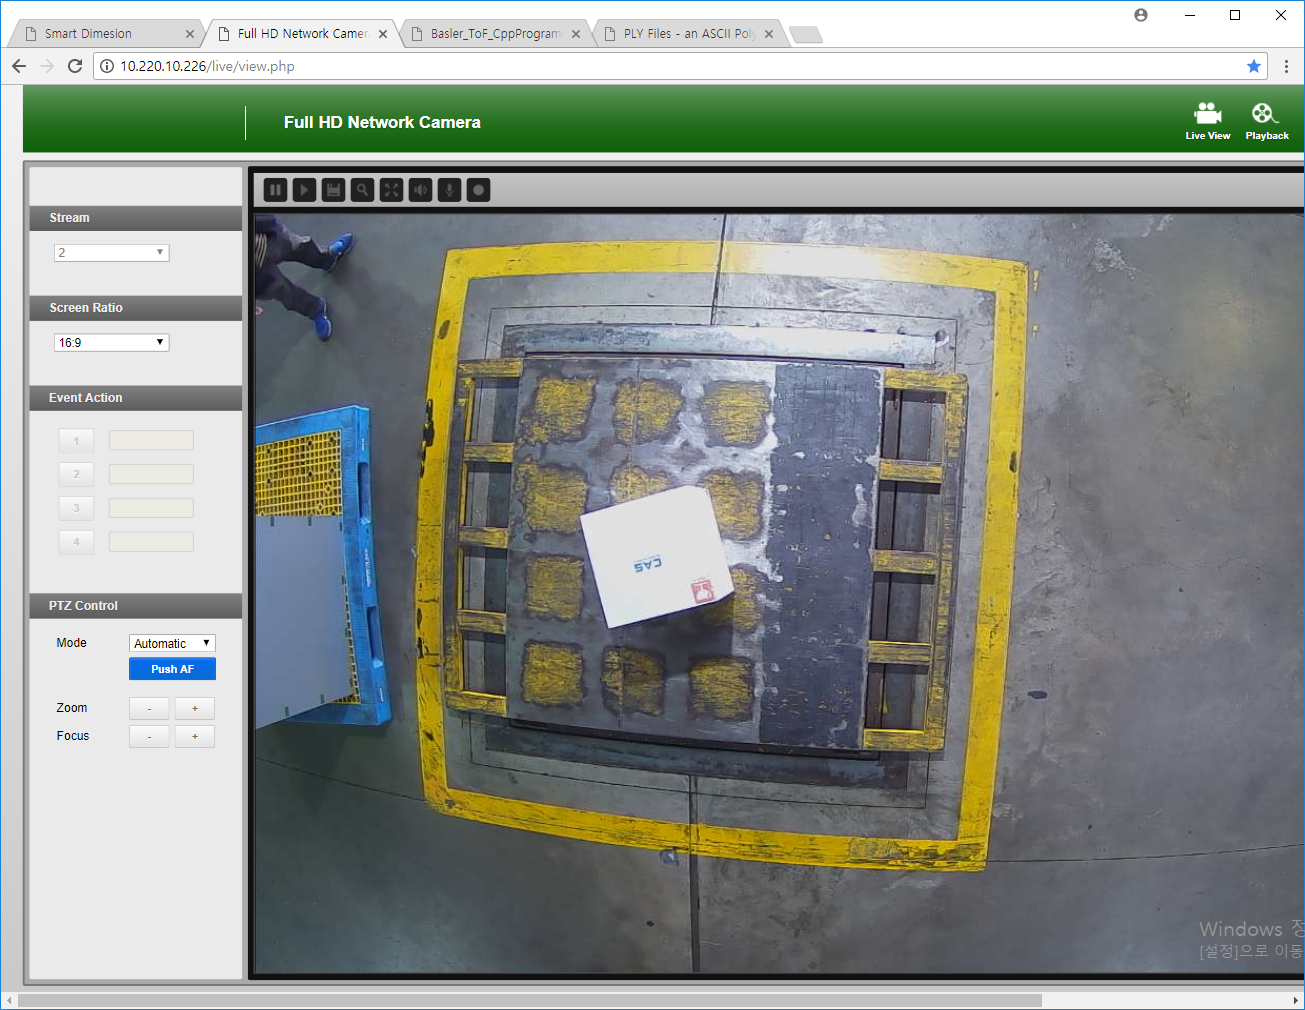 Smart Dimesion
Full HD Network Camer
Basler_ToF_CppProgram
PLY Files - an ASCII Poly
10.220.10.226/live/view.php
Full HD Network Camera
Live View
Playback
Stream
2
Screen Ratio
16:9
Event Action
1
2
3
4
PTZ Control
Mode
Automatic
Push AF
Zoom
-
+
Focus
-
+
CAS
Windows 정
[설정]으로 이동